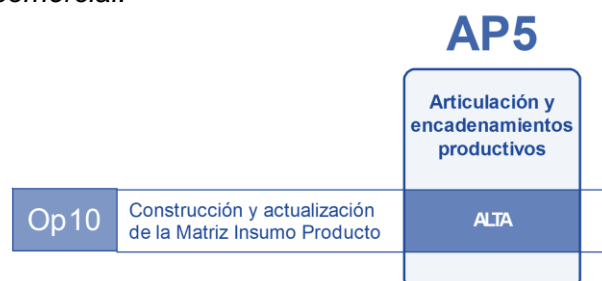 comercial.
AP5
Articulación y
encadenamientos
productivos
Op10
Construcción y actualización
de la Matriz Insumo Producto
ALTA